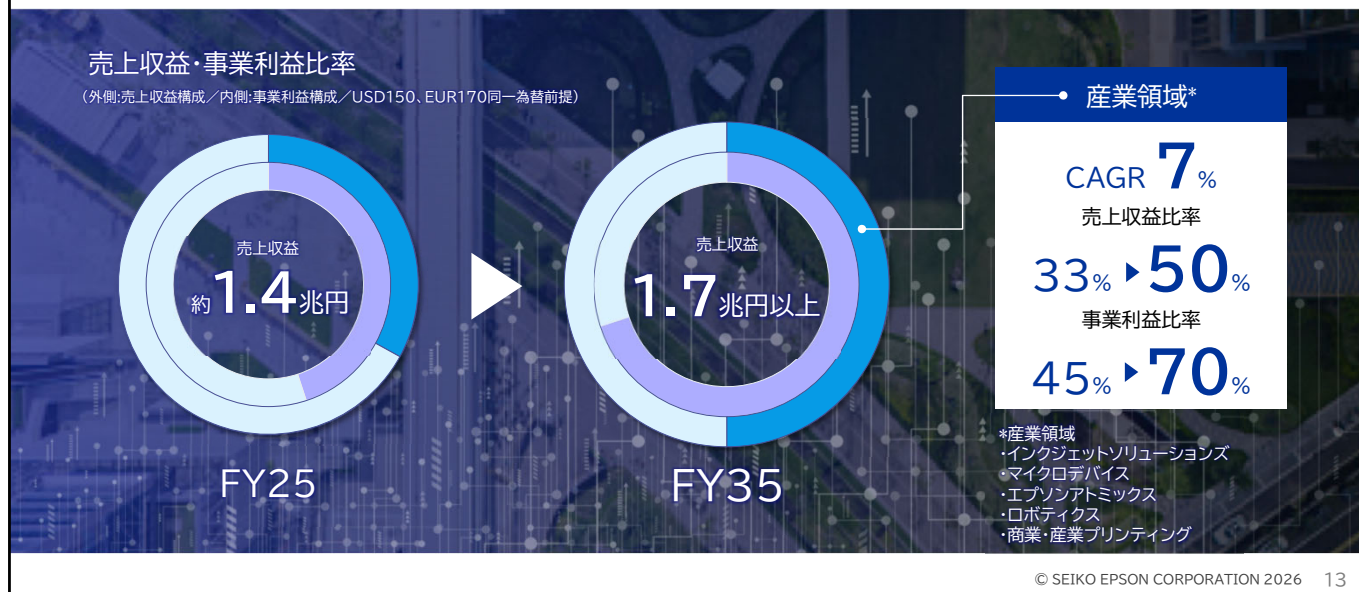 売上収益・事業利益比率
（外側:売上収益構成／内側:事業利益構成／USD150、EUR170同一為替前提）
売上収益
約1.4兆円
FY25
売上収益
1.7兆円以上
FY35
産業領域*
CAGR 7%
売上収益比率
33% ▶ 50%
事業利益比率
45% ▶ 70%
*産業領域
・インクジェットソリューションズ
・マイクロデバイス
・エプソンアトミックス
・ロボティクス
・商業・産業プリンティング
© SEIKO EPSON CORPORATION 2026 13